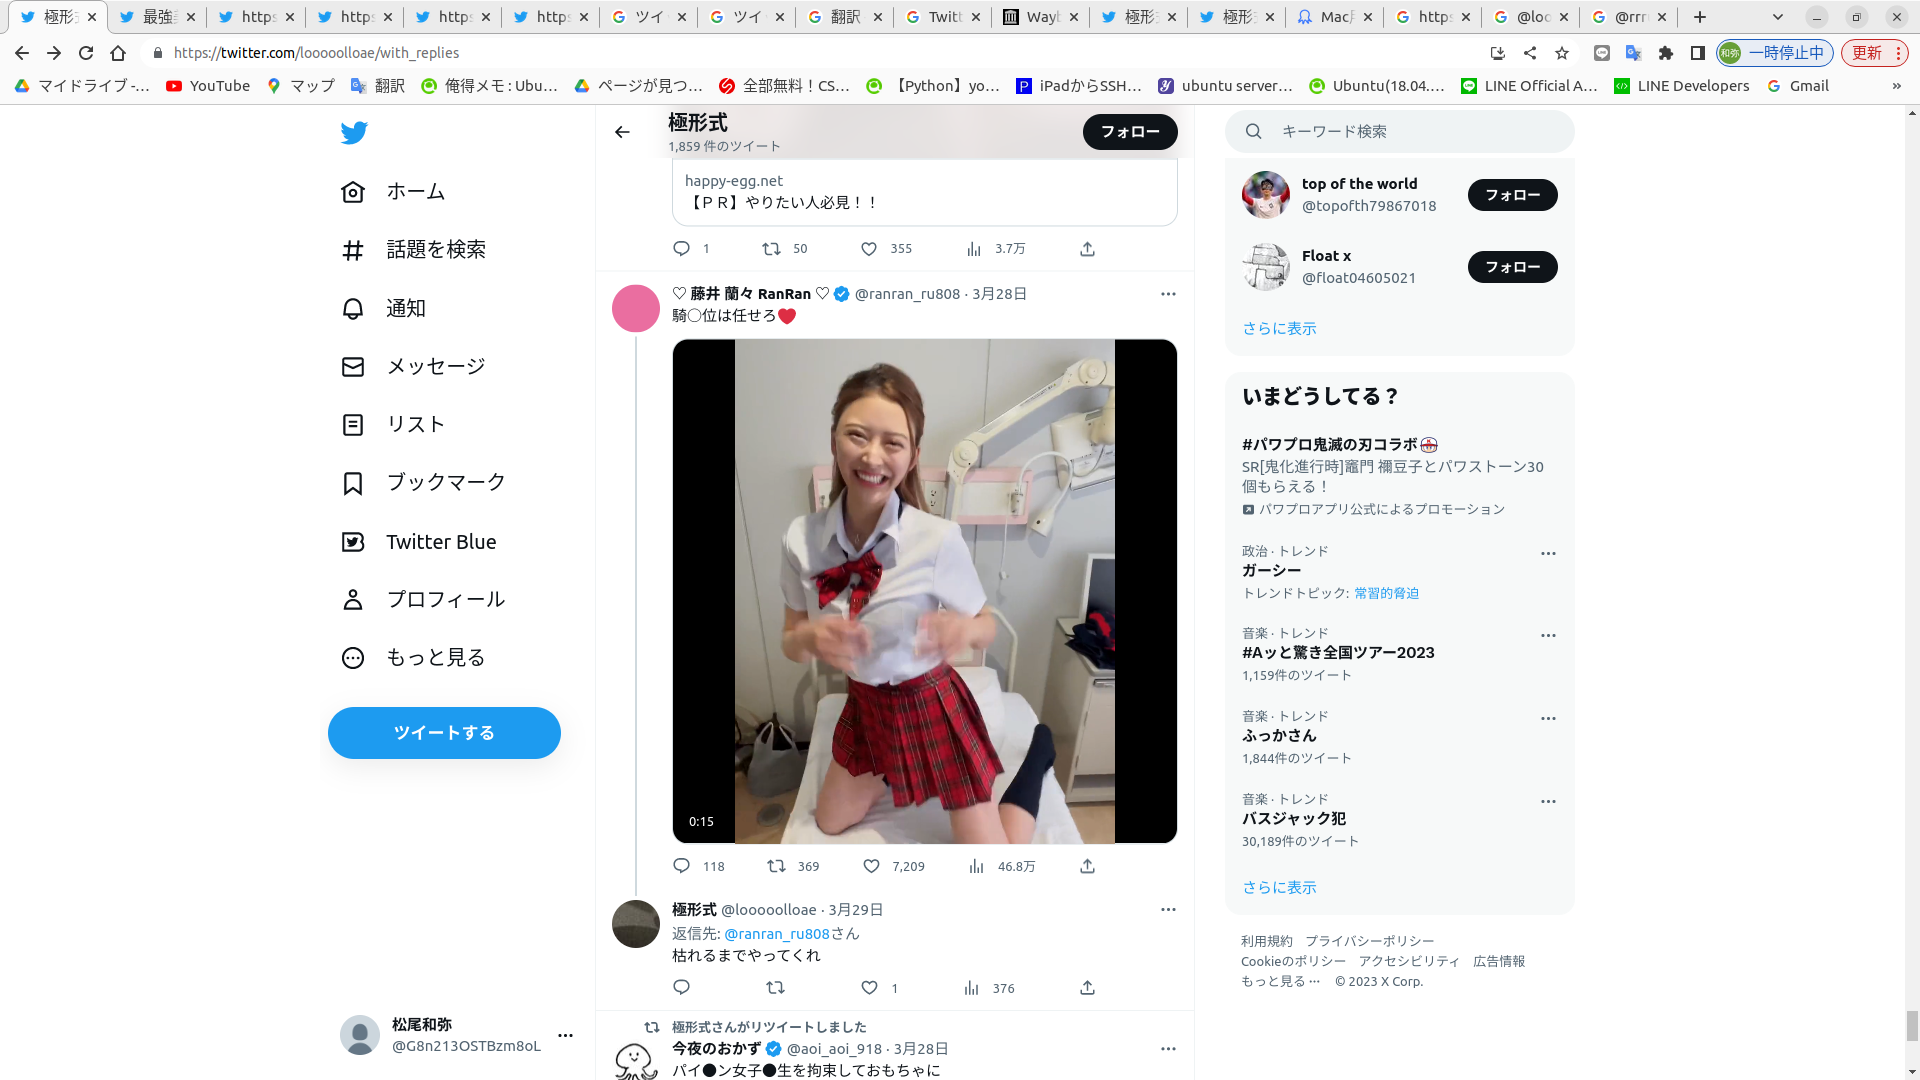 極形式
最強
https
https
https
https
ツイ
ツイ
翻訳
Twitt
Wayb
極形式
極形式
Mac
https
@loo
@rrr
https://twitter.com/looooolloae/with_replies
和弥 一時停止中
更新
マイドライブ -...
YouTube
マップ
翻訳
俺得メモ : Ubu...
ページが見つ...
全部無料！CS...
【Python】yo...
iPadからSSH...
ubuntu server...
Ubuntu(18.04....
LINE Official A...
LINE Developers
Gmail
»
ホーム
話題を検索
通知
メッセージ
リスト
ブックマーク
Twitter Blue
プロフィール
もっと見る
ツイートする
松尾和弥
@G8n213OSTBzm8oL
極形式
1,859 件のツイート
フォロー
happy-egg.net
【ＰＲ】やりたい人必見！！
1 50 355 3.7万
♡ 藤井 蘭々 RanRan ♡ @ranran_ru808 · 3月28日
騎〇位は任せろ❤
0:15
118 369 7,209 46.8万
極形式 @looooolloae · 3月29日
返信先: @ranran_ru808さん
枯れるまでやってくれ
1 376
極形式さんがリツイートしました
今夜のおかず @aoi_aoi_918 · 3月28日
パイ●ン女子●生を拘束しておもちゃに
キーワード検索
top of the world
@topofth79867018
フォロー
Float x
@float04605021
フォロー
さらに表示
いまどうしてる？
#パワプロ鬼滅の刃コラボ
SR[鬼化進行時]竈門 禰豆子とパワストーン30
個もらえる！
パワプロアプリ公式によるプロモーション
政治 · トレンド
ガーシー
トレンドトピック: 常習的脅迫
音楽 · トレンド
#Aッと驚き全国ツアー2023
1,159件のツイート
音楽 · トレンド
ふっかさん
1,844件のツイート
音楽 · トレンド
バスジャック犯
30,189件のツイート
さらに表示
利用規約 プライバシーポリシー
Cookieのポリシー アクセシビリティ 広告情報
もっと見る ··· © 2023 X Corp.